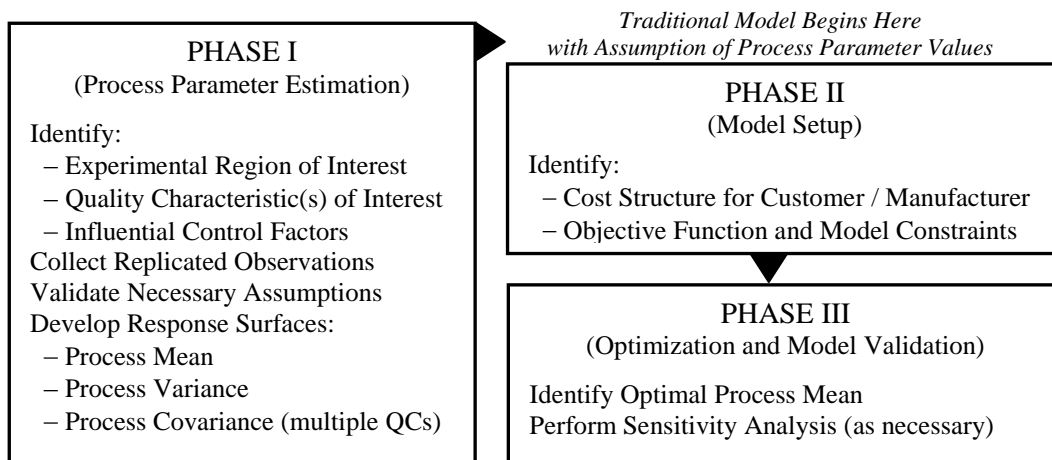 PHASE I
(Process Parameter Estimation)
Identify:
– Experimental Region of Interest
– Quality Characteristic(s) of Interest
– Influential Control Factors
Collect Replicated Observations
Validate Necessary Assumptions
Develop Response Surfaces:
– Process Mean
– Process Variance
– Process Covariance (multiple QCs)
Traditional Model Begins Here
with Assumption of Process Parameter Values
PHASE II
(Model Setup)
Identify:
– Cost Structure for Customer / Manufacturer
– Objective Function and Model Constraints
PHASE III
(Optimization and Model Validation)
Identify Optimal Process Mean
Perform Sensitivity Analysis (as necessary)